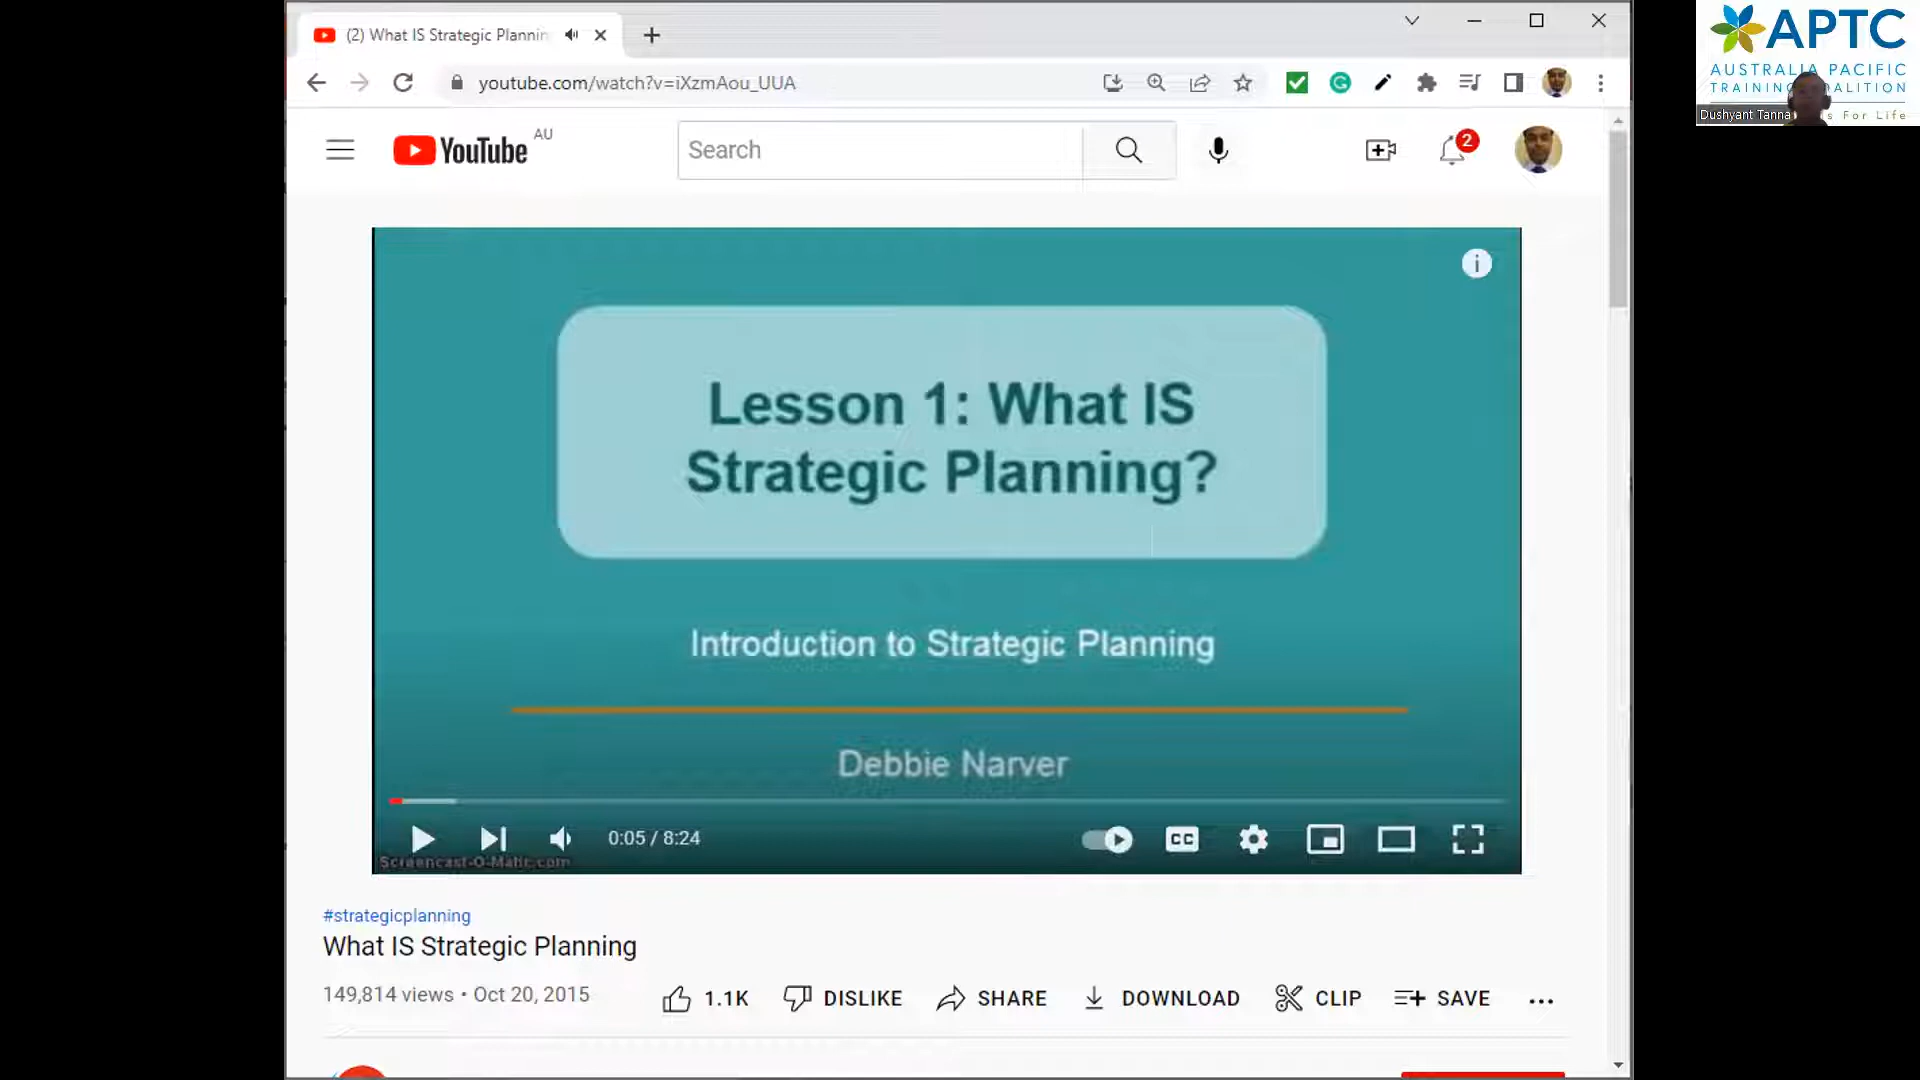 (2) What IS Strategic Plannin
youtube.com/watch?v=iXzmAou_UUA
APTC
AUSTRALIA PACIFIC
Dushyant Tanna
s For Life
YouTube AU
Search
2
Lesson 1: What IS
Strategic Planning?
Introduction to Strategic Planning
Debbie Narver
0:05 / 8:24
CC
Screencast-O-Matic.com
#strategicplanning
What IS Strategic Planning
149,814 views • Oct 20, 2015
1.1K
DISLIKE
SHARE
DOWNLOAD
CLIP
SAVE